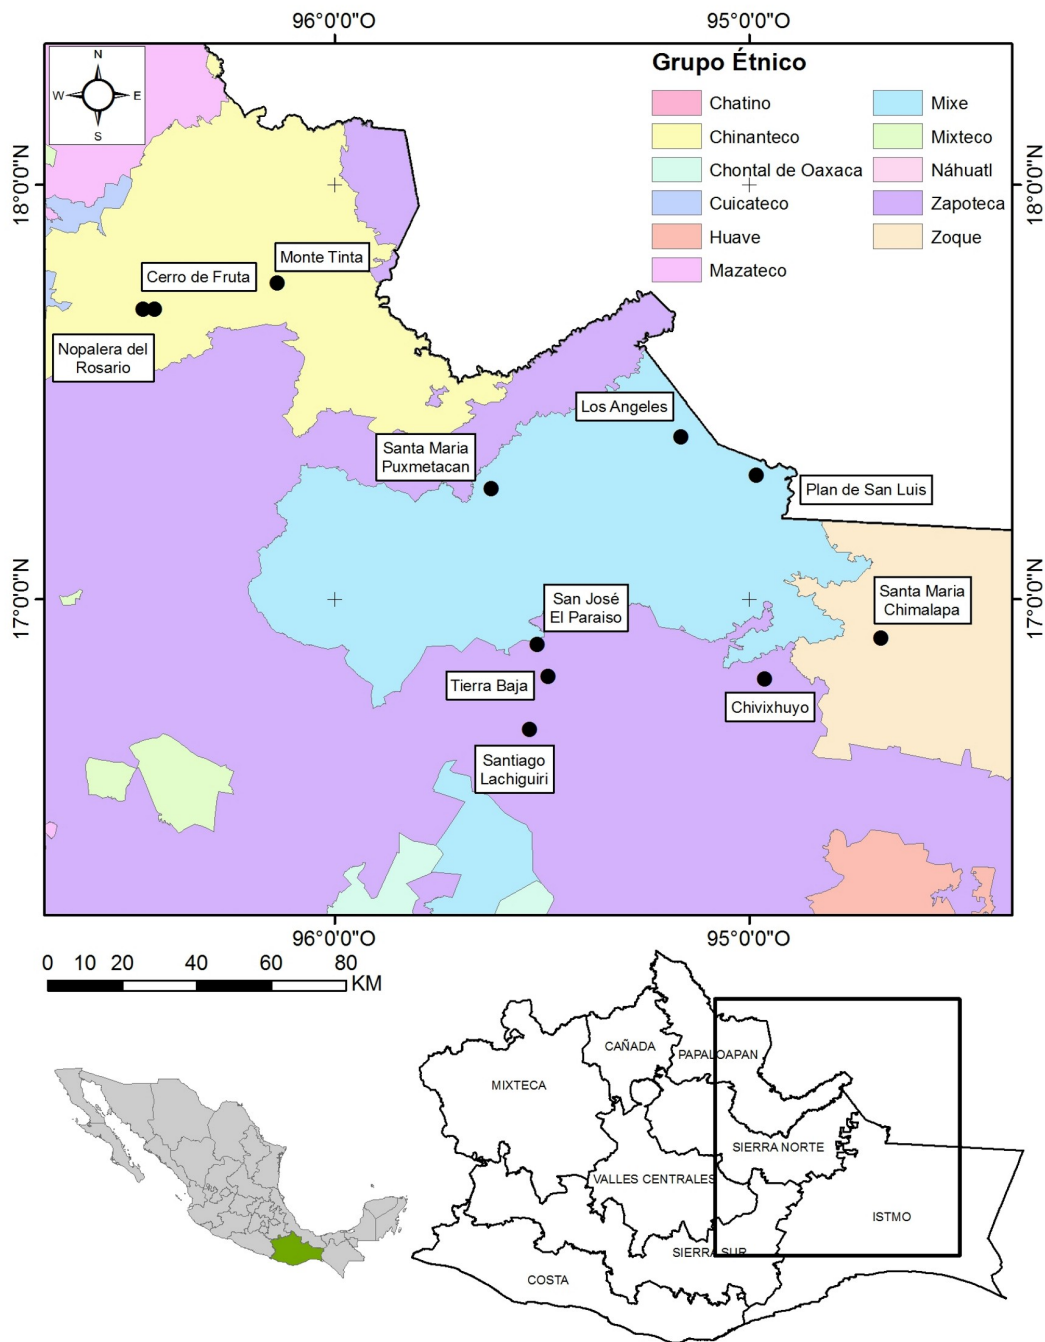 96°0'0"O
95°0'0"O
N
W
E
S
Grupo Étnico
Chatino
Chinanteco
Chontal de Oaxaca
Cuicateco
Huave
Mazateco
Mixe
Mixteco
Náhuatl
Zapoteca
Zoque
18°0'0"N
18°0'0"N
Monte Tinta
Cerro de Fruta
Nopalera del
Rosario
Los Angeles
Santa Maria
Puxmetacan
Plan de San Luis
17°0'0"N
17°0'0"N
San José
El Paraiso
Santa Maria
Chimalapa
Tierra Baja
Chivixhuyo
Santiago
Lachiguiri
96°0'0"O
95°0'0"O
0 10 20 40 60 80
KM
CAÑADA
PAPALOAPAN
MIXTECA
SIERRA NORTE
VALLES CENTRALES
ISTMO
SIERRA SUR
COSTA